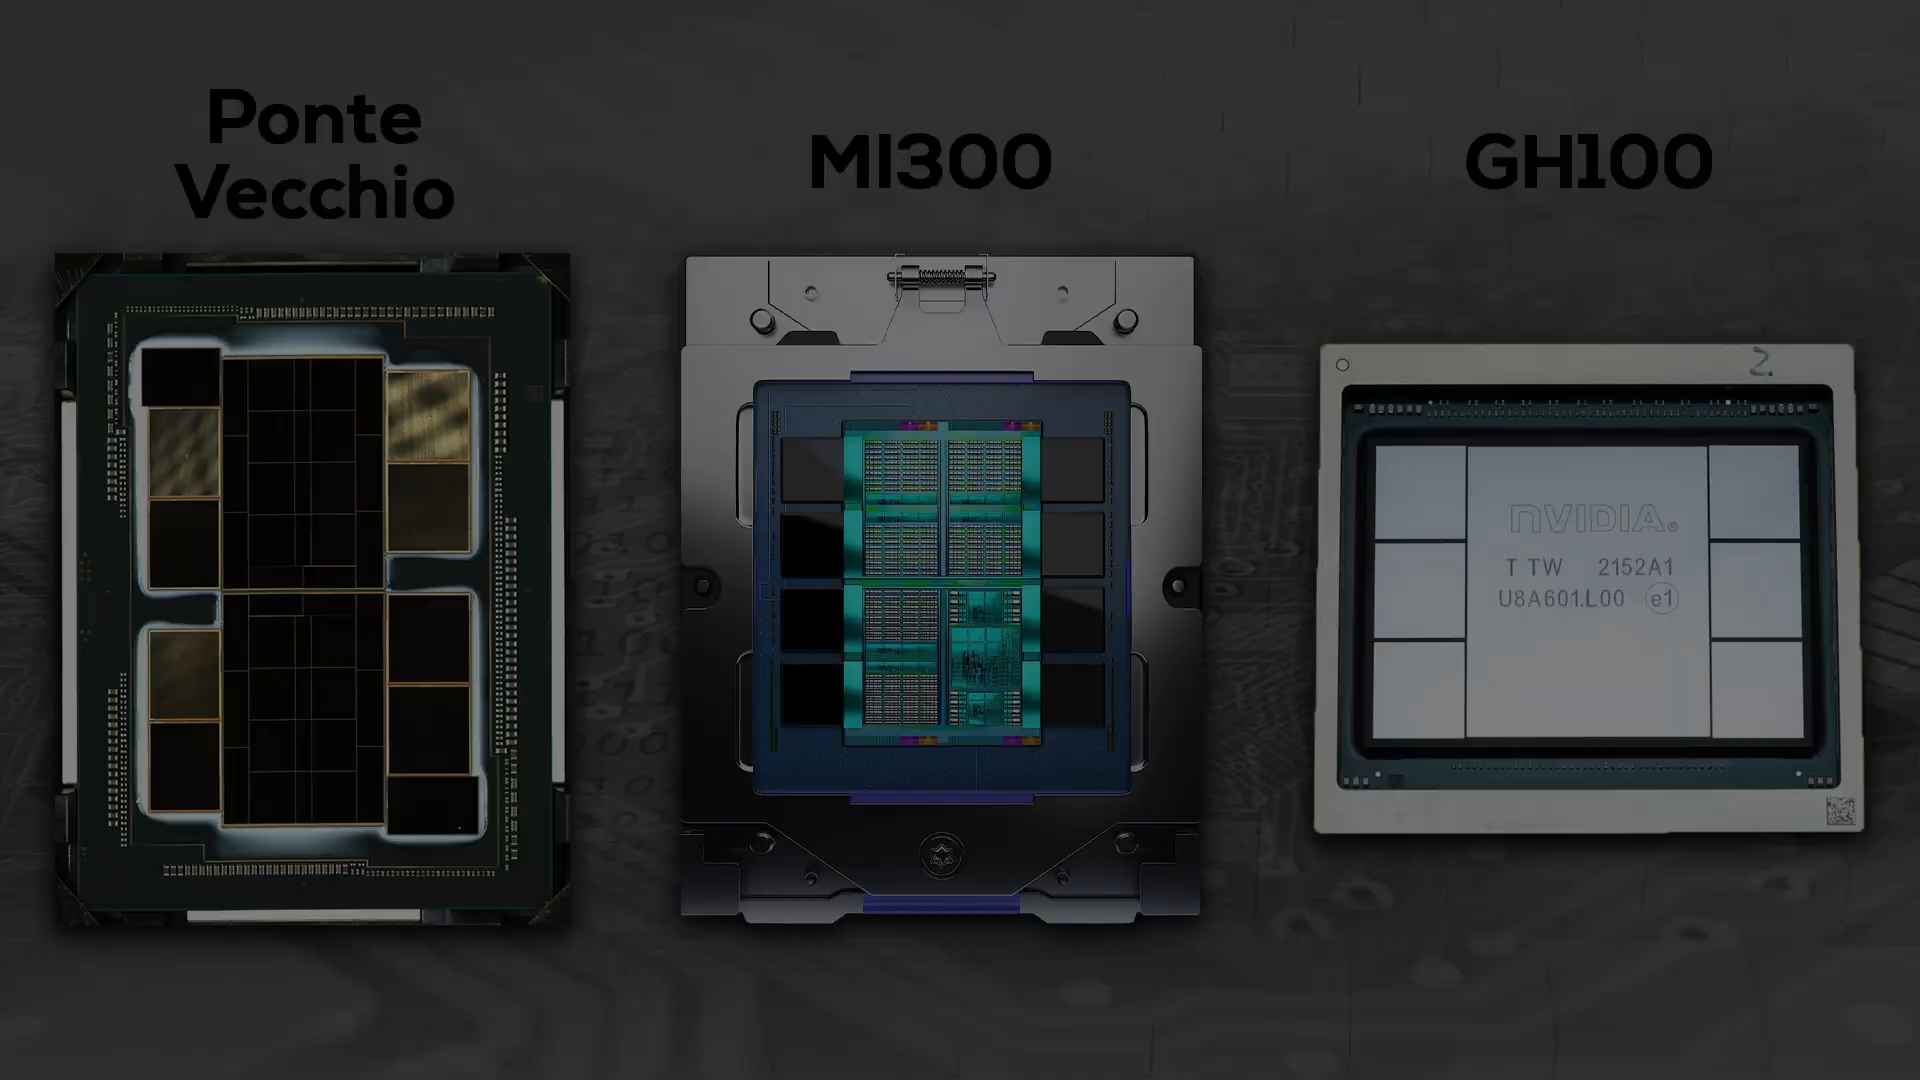 Ponte
Vecchio
MI300
GH100
2.
nVIDIA®
T TW 2152A1
U8A601.L00 e1